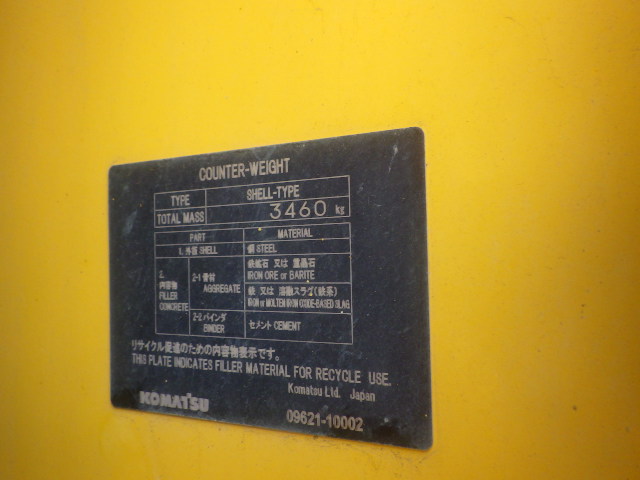 COUNTER-WEIGHT
TYPE SHELL-TYPE
TOTAL MASS 3460 kg
PART MATERIAL
1. 外殻 SHELL 鋼 STEEL
2. 内容物 FILLER CONCRETE
2-1 骨材 AGGREGATE
鉄鉱石 又は 重晶石
IRON ORE or BARITE
鉄 又は 溶融スラグ(鉄系)
IRON or MOLTEN IRON OXIDE-BASED SLAG
2-2 バインダ BINDER
セメント CEMENT
リサイクル促進のための内容物表示です。
THIS PLATE INDICATES FILLER MATERIAL FOR RECYCLE USE.
Komatsu Ltd. Japan
KOMATSU 09621-10002